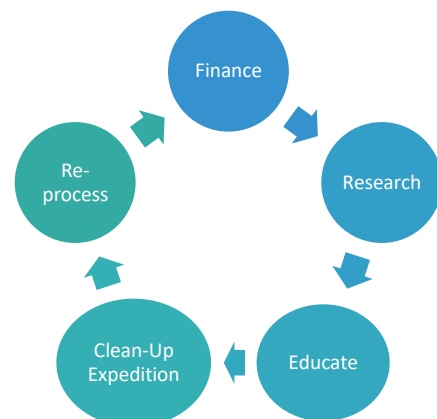 Finance
Research
Educate
Clean-Up
Expedition
Re-
process